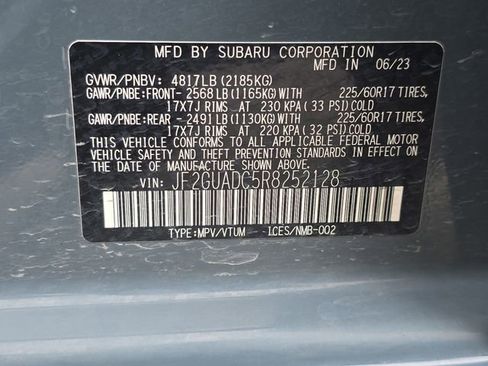 MFD BY SUBARU CORPORATION
MFD IN 06/23
GVWR/PNBV: 4817LB (2185KG)
GAWR/PNBE:FRONT- 2568 LB (1165KG) WITH 225/60R17 TIRES,
17X7J RIMS AT 230 KPA (33 PSI) COLD
GAWR/PNBE:REAR - 2491 LB (1130KG) WITH 225/60R17 TIRES,
17X7J RIMS AT 220 KPA (32 PSI) COLD
THIS VEHICLE CONFORMS TO ALL APPLICABLE FEDERAL MOTOR
VEHICLE SAFETY AND THEFT PREVENTION STANDARDS IN EFFECT
ON THE DATE OF MANUFACTURE SHOWN ABOVE.
VIN: JF2GUADC5R8252128
TYPE:MPV/VTUM ICES/NMB-002